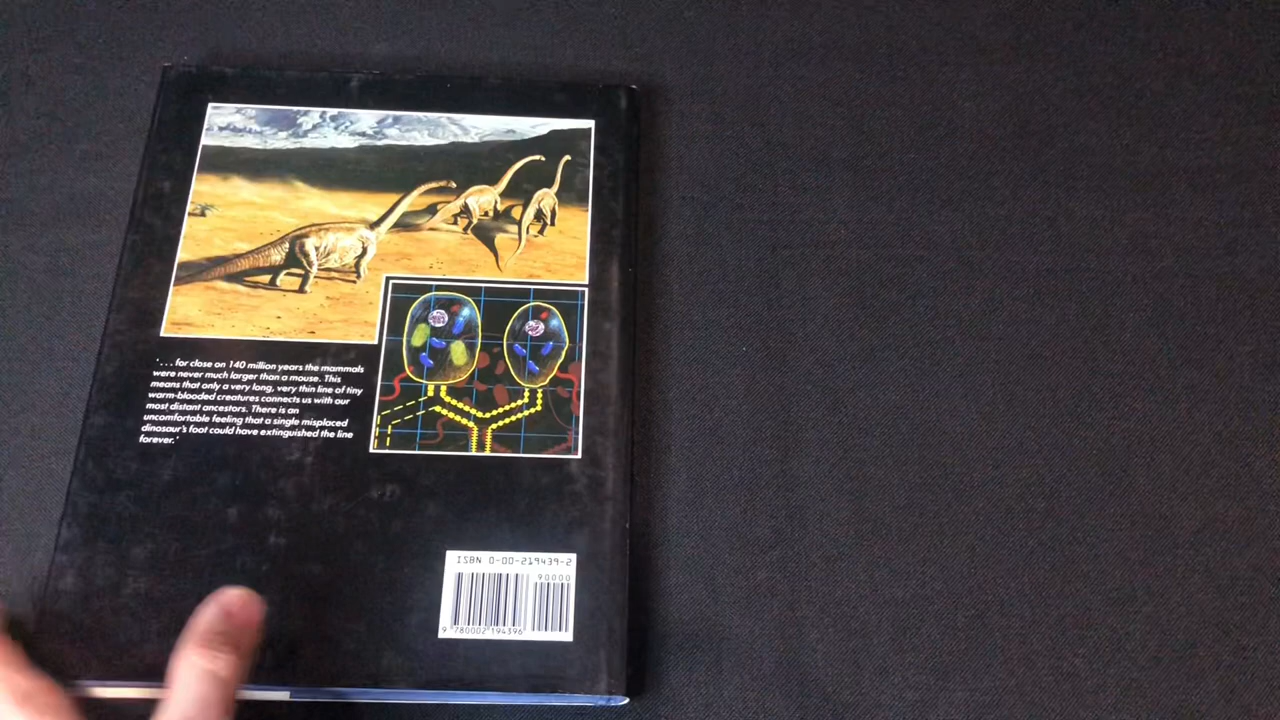 '. . . for close on 140 million years the mammals
were never much larger than a mouse. This
means that only a very long, very thin line of tiny
warm-blooded creatures connects us with our
most distant ancestors. There is an
uncomfortable feeling that a single misplaced
dinosaur's foot could have extinguished the line
forever.'
ISBN 0-00-219439-2
90000
9 780002 194396